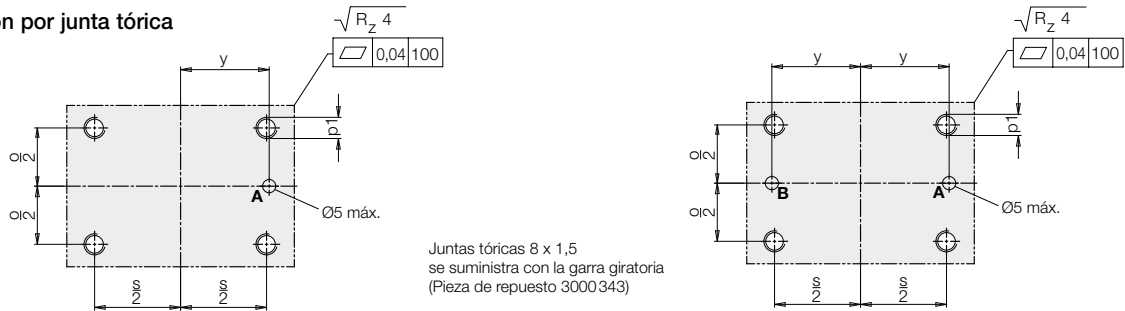 por junta tórica
√ Rz 4
0,04 100
y
p1
o/2
o/2
A
Ø5 máx.
s/2 s/2
Juntas tóricas 8 x 1,5
se suministra con la garra giratoria
(Pieza de repuesto 3000 343)
√ Rz 4
0,04 100
y y
p1
o/2
o/2
B A
Ø5 máx.
s/2 s/2